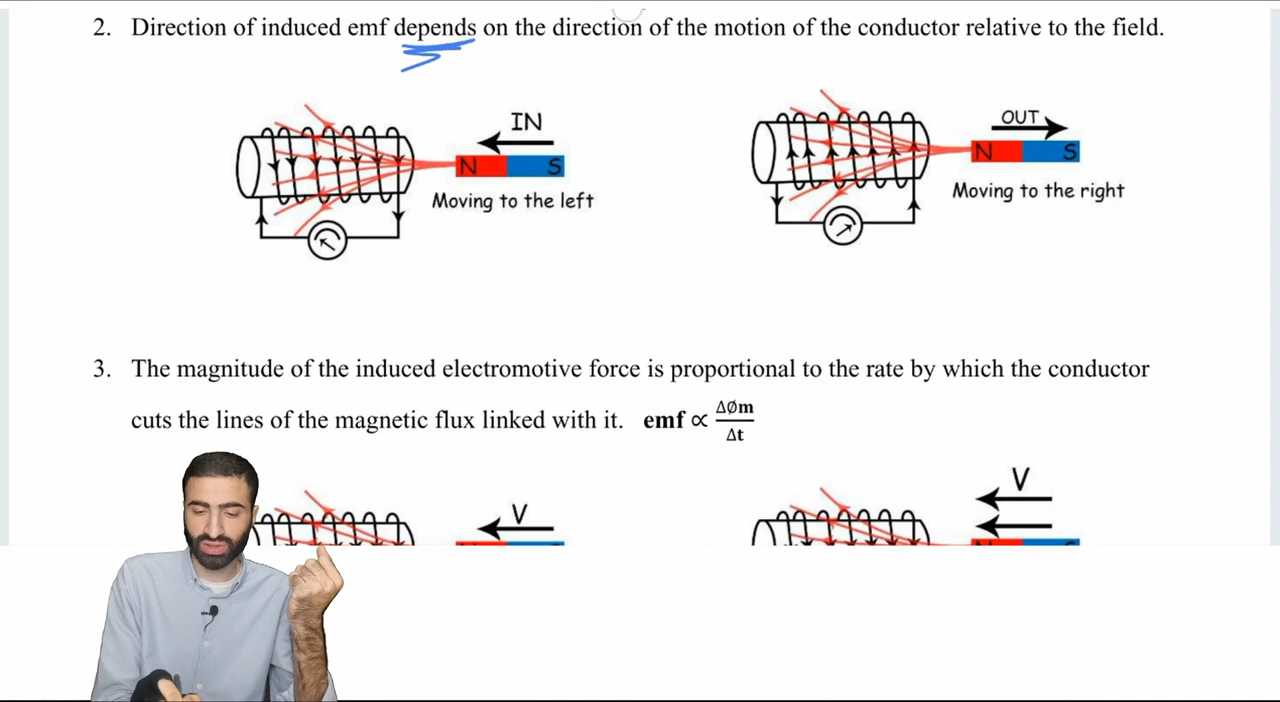 2. Direction of induced emf depends on the direction of the motion of the conductor relative to the field.
IN
N S
Moving to the left
OUT
N S
Moving to the right
3. The magnitude of the induced electromotive force is proportional to the rate by which the conductor
cuts the lines of the magnetic flux linked with it. emf ∝ ΔØm/Δt
V
V